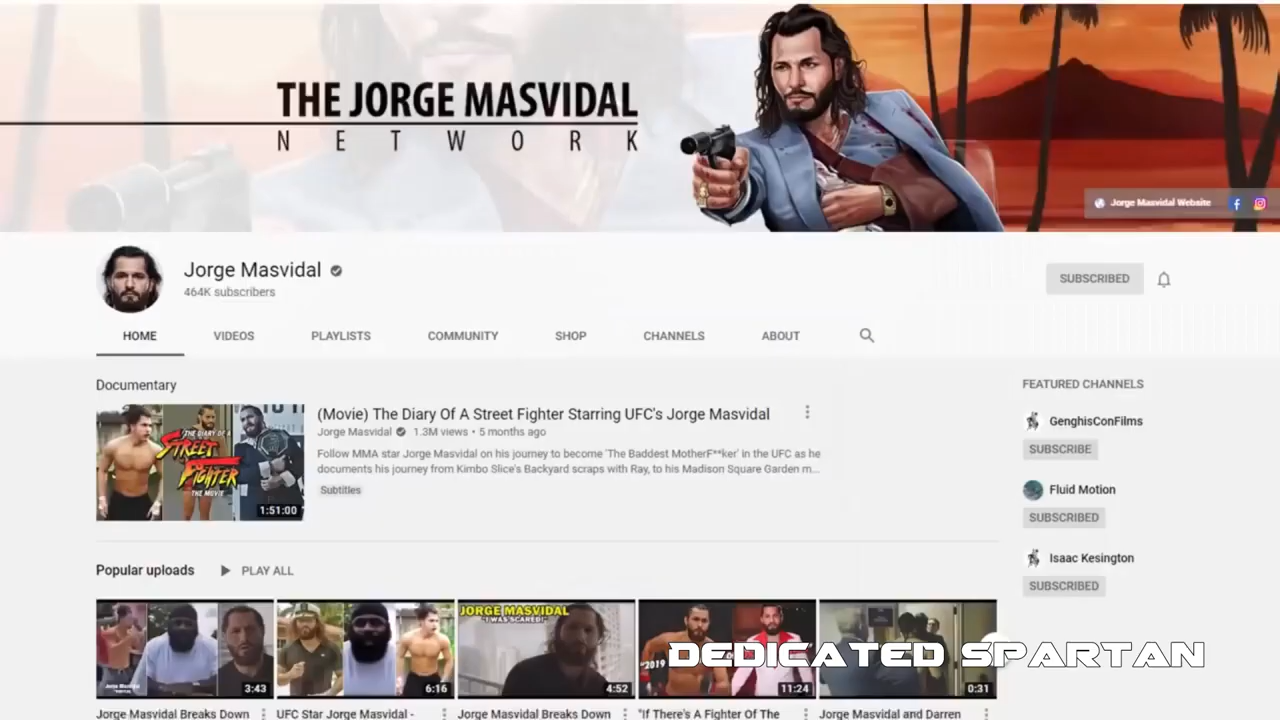 THE JORGE MASVIDAL
NETWORK
Jorge Masvidal Website
Jorge Masvidal
464K subscribers
SUBSCRIBED
HOME VIDEOS PLAYLISTS COMMUNITY SHOP CHANNELS ABOUT
Documentary
THE DIARY OF A
STREET
FIGHTER
THE MOVIE
1:51:00
(Movie) The Diary Of A Street Fighter Starring UFC's Jorge Masvidal
Jorge Masvidal 1.3M views • 5 months ago
Follow MMA star Jorge Masvidal on his journey to become 'The Baddest MotherF**ker' in the UFC as he
documents his journey from Kimbo Slice's Backyard scraps with Ray, to his Madison Square Garden m...
Subtitles
FEATURED CHANNELS
GenghisConFilms
SUBSCRIBE
Fluid Motion
SUBSCRIBED
Isaac Kesington
SUBSCRIBED
Popular uploads PLAY ALL
3:43
6:16
JORGE MASVIDAL
"I WAS SCARED!"
4:52
"2019
11:24
0:31
DEDICATED SPARTAN
Jorge Masvidal Breaks Down
UFC Star Jorge Masvidal -
Jorge Masvidal Breaks Down
"If There's A Fighter Of The
Jorge Masvidal and Darren